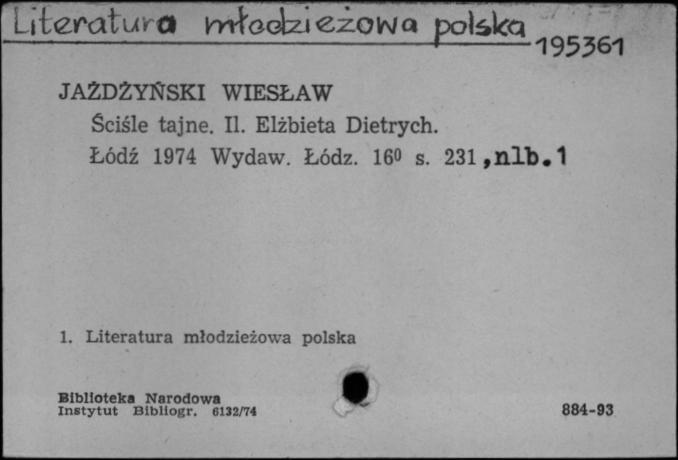 Literatura młodzieżowa polska
195361
JAŻDŻYŃSKI WIESŁAW
Ściśle tajne. Il. Elżbieta Dietrych.
Łódź 1974 Wydaw. Łódz. 16⁰ s. 231 ,nlb.1
1. Literatura młodzieżowa polska
Biblioteka Narodowa
Instytut Bibliogr. 6132/74
884-93